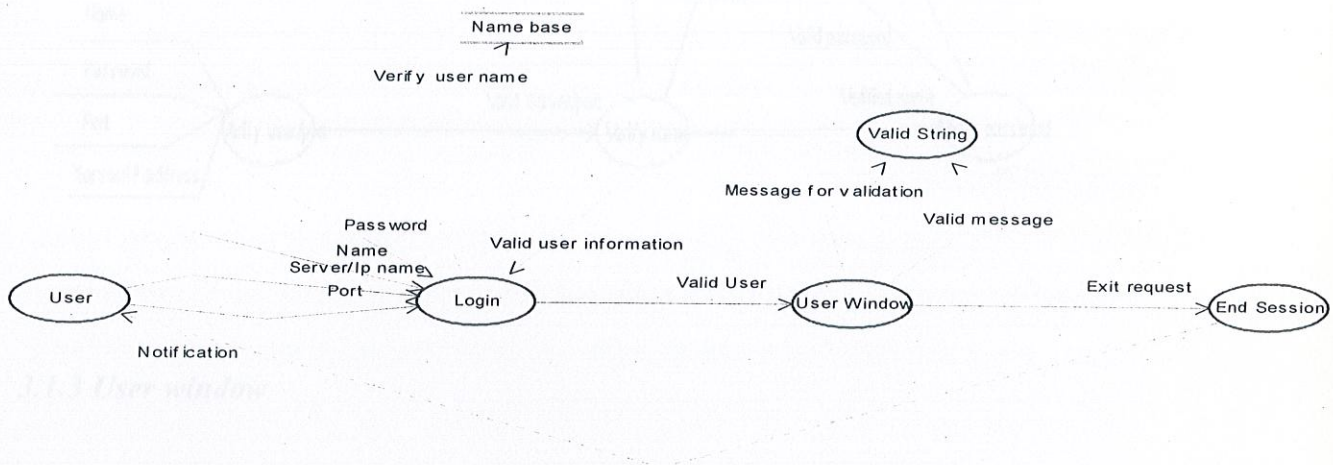 Name base
Verify user name
Valid String
Message for validation
Valid message
Password
Name
Server/Ip name
Port
Valid user information
User
Login
Valid User
User Window
Exit request
End Session
Notification
3.1.3 User window